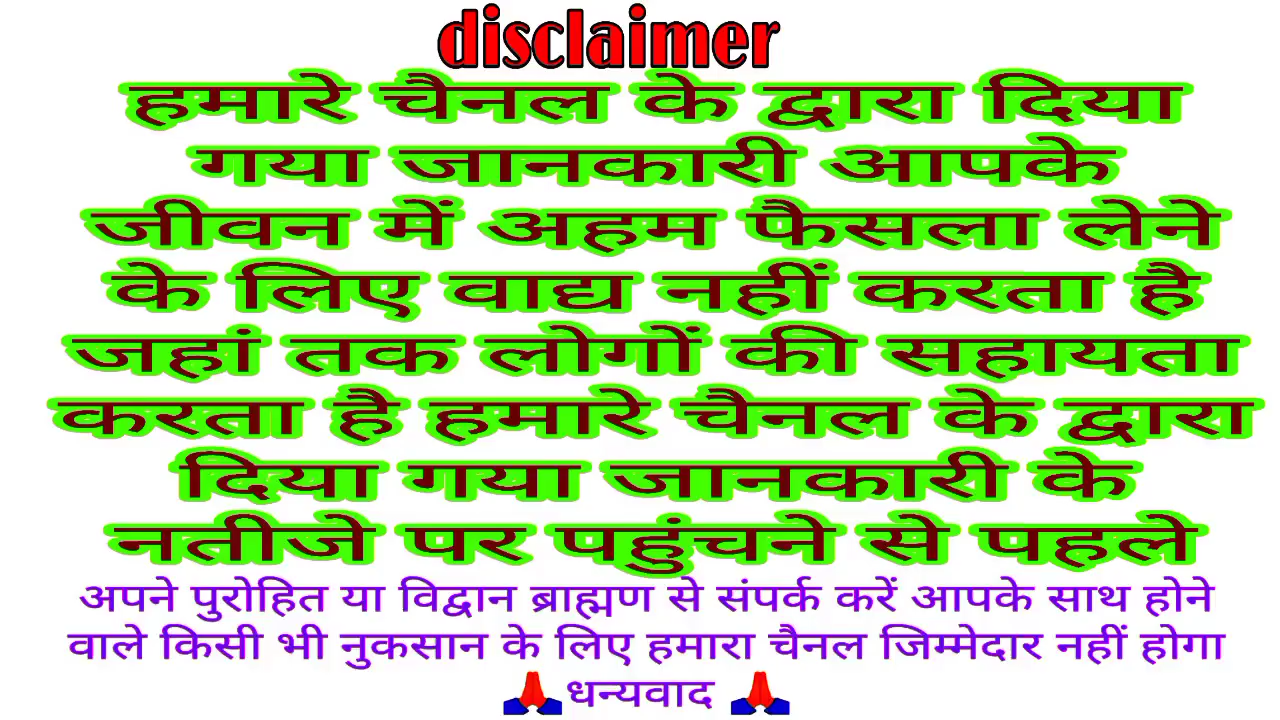 disclaimer
हमारे चैनल के द्वारा दिया
गया जानकारी आपके
जीवन में अहम फैसला लेने
के लिए वाद्य नहीं करता है
जहां तक लोगों की सहायता
करता है हमारे चैनल के द्वारा
दिया गया जानकारी के
नतीजे पर पहुंचने से पहले
अपने पुरोहित या विद्वान ब्राह्मण से संपर्क करें आपके साथ होने
वाले किसी भी नुकसान के लिए हमारा चैनल जिम्मेदार नहीं होगा
🙏धन्यवाद 🙏